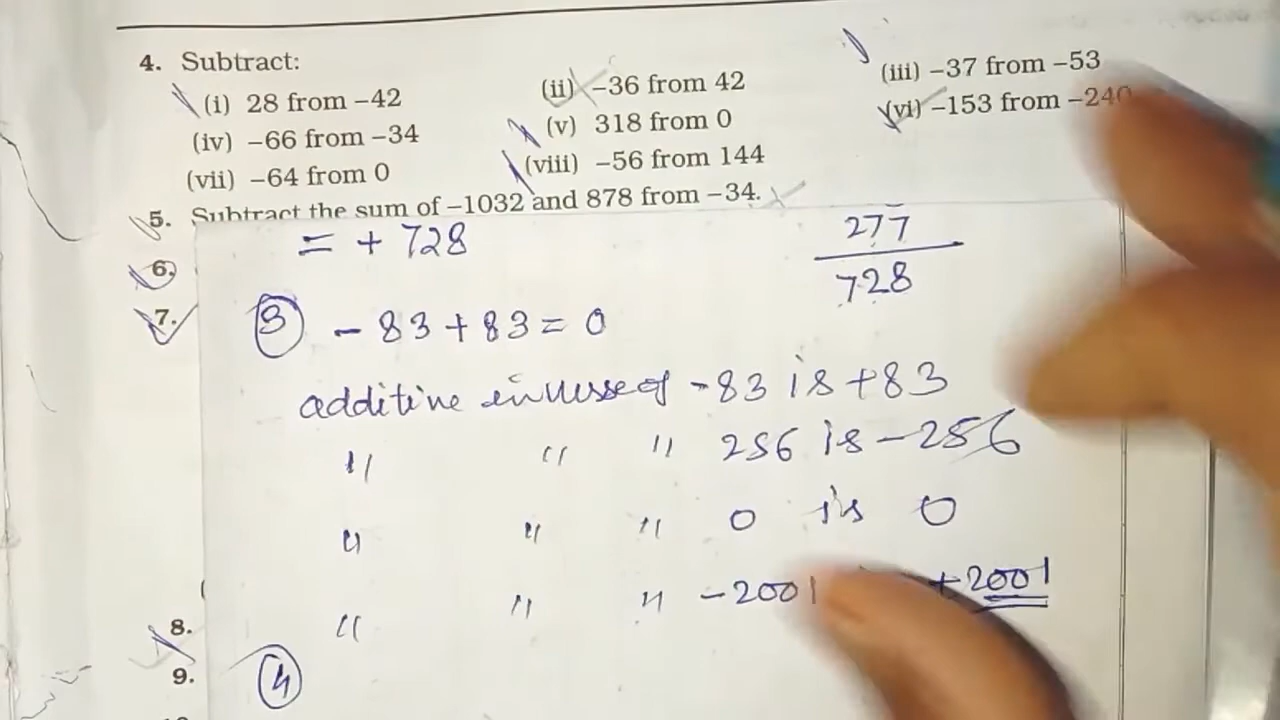 4. Subtract:
(i) 28 from –42 (ii) –36 from 42 (iii) –37 from –53
(iv) –66 from –34 (v) 318 from 0 (vi) –153 from –240
(vii) –64 from 0 (viii) –56 from 144
5. Subtract the sum of –1032 and 878 from –34.
= + 728
277
728
6.
7.
3 - 83 + 83 = 0
additive inverse of -83 is +83
" " " 256 is -256
" " " 0 is 0
" " " -2001 +2001
8.
9.
4